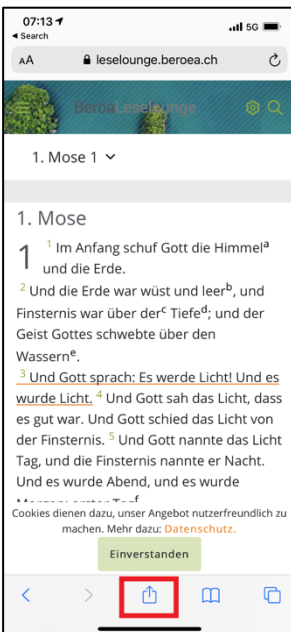 07:13
5G
◄ Search
AA leselounge.beroea.ch
BeröaLeselounge
1. Mose 1
1. Mose
1 1 Im Anfang schuf Gott die Himmelª
und die Erde.
2 Und die Erde war wüst und leerb, und
Finsternis war über derc Tiefed; und der
Geist Gottes schwebte über den
Wasserne.
3 Und Gott sprach: Es werde Licht! Und es
wurde Licht. 4 Und Gott sah das Licht, dass
es gut war. Und Gott schied das Licht von
der Finsternis. 5 Und Gott nannte das Licht
Tag, und die Finsternis nannte er Nacht.
Und es wurde Abend, und es wurde
Cookies dienen dazu, unser Angebot nutzerfreundlich zu
machen. Mehr dazu: Datenschutz.
Einverstanden